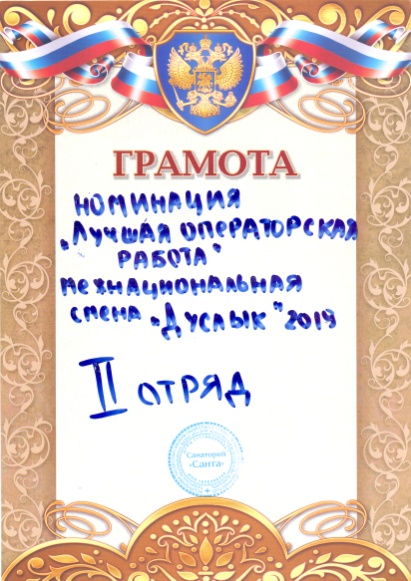 ГРАМОТА
НОМИНАЦИЯ
„ЛУЧШАЯ ОПЕРАТОРСКАЯ
РАБОТА"
МЕЖНАЦИОНАЛЬНАЯ
СМЕНА „ДУСЛЫК" 2019
II ОТРЯД
Санаторий
«Санта»